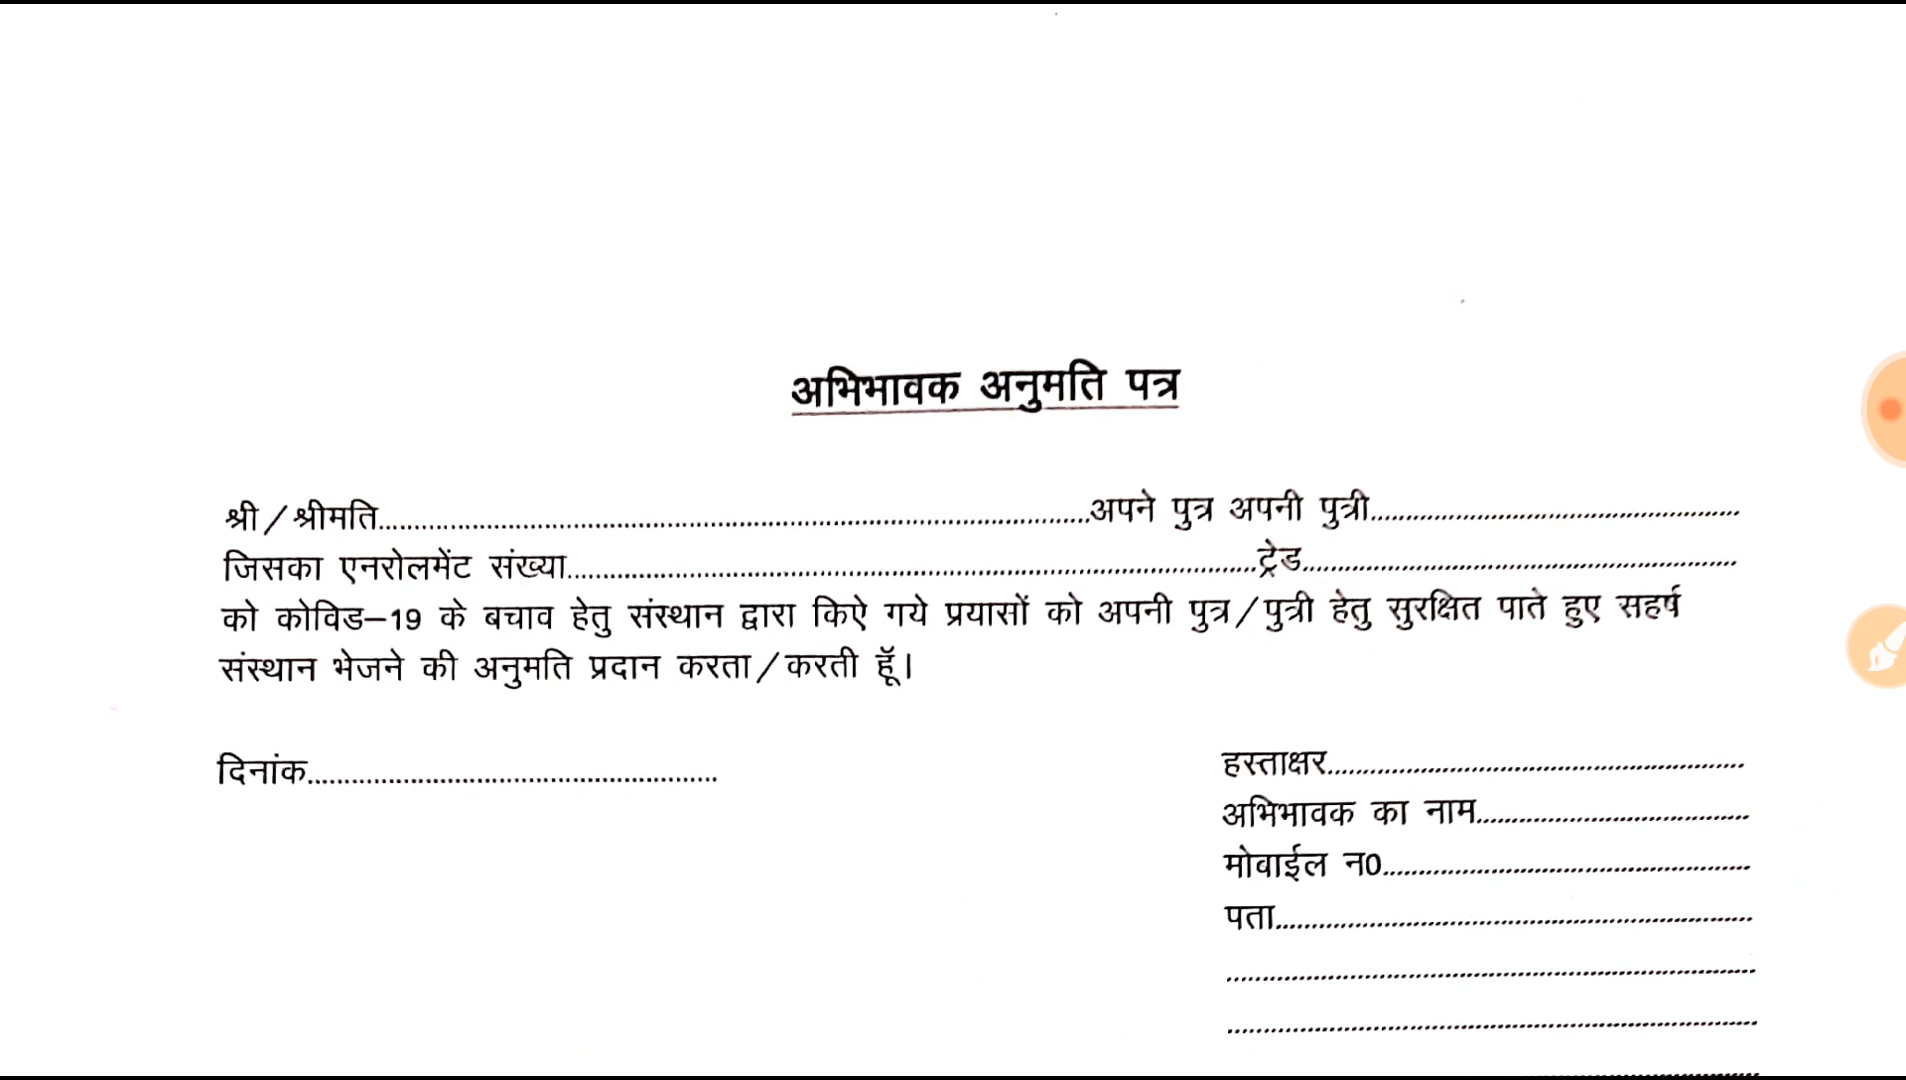 अभिभावक अनुमति पत्र
श्री/श्रीमति..........................................................................................अपने पुत्र अपनी पुत्री..................................................
जिसका एनरोलमेंट संख्या..........................................................................................ट्रेड............................................................
को कोविड–19 के बचाव हेतु संस्थान द्वारा किऐ गये प्रयासों को अपनी पुत्र/पुत्री हेतु सुरक्षित पाते हुए सहर्ष
संस्थान भेजने की अनुमति प्रदान करता/करती हूॅं।
दिनांक.......................................................
हस्ताक्षर.......................................................
अभिभावक का नाम....................................
मोवाईल न0.................................................
पता...............................................................